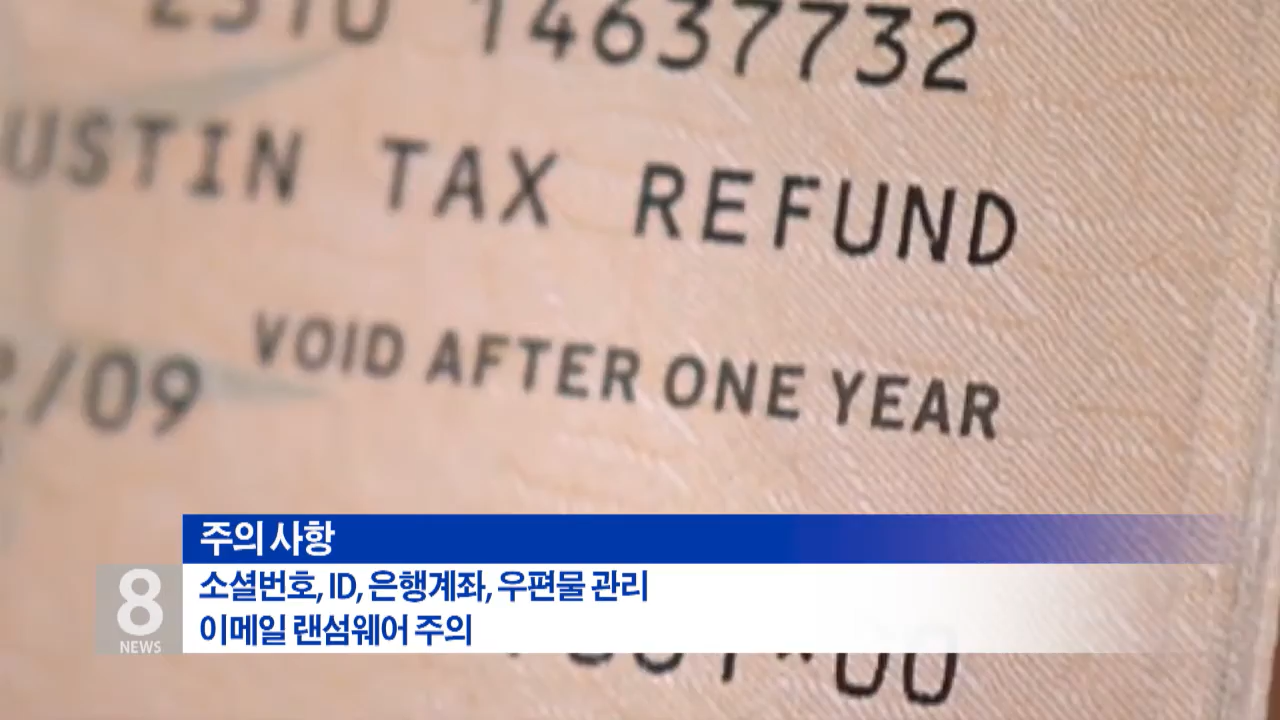 14637732
USTIN TAX REFUND
VOID AFTER ONE YEAR
/09
주의사항
소셜번호, ID, 은행계좌, 우편물 관리
이메일 랜섬웨어 주의
8
NEWS